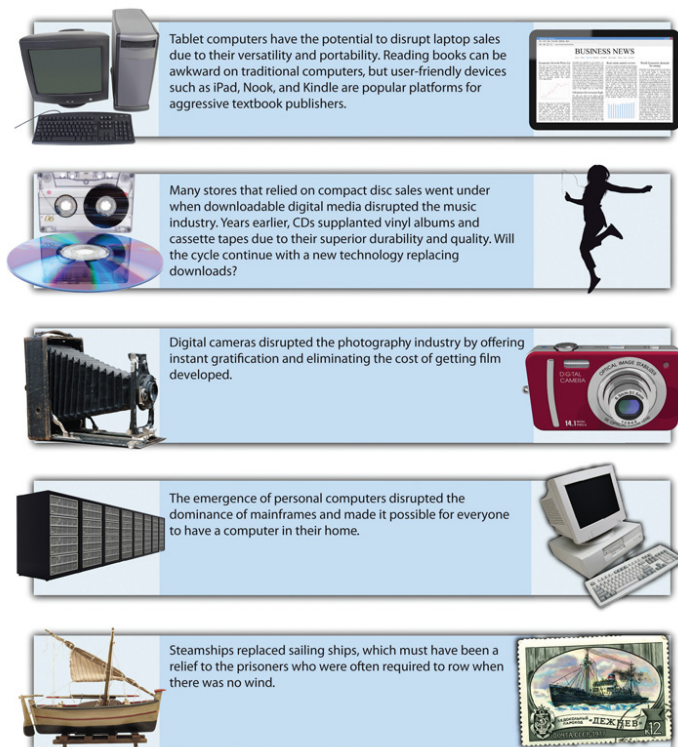 Tablet computers have the potential to disrupt laptop sales
due to their versatility and portability. Reading books can be
awkward on traditional computers, but user-friendly devices
such as iPad, Nook, and Kindle are popular platforms for
aggressive textbook publishers.
BUSINESS NEWS
Many stores that relied on compact disc sales went under
when downloadable digital media disrupted the music
industry. Years earlier, CDs supplanted vinyl albums and
cassette tapes due to their superior durability and quality. Will
the cycle continue with a new technology replacing
downloads?
Digital cameras disrupted the photography industry by offering
instant gratification and eliminating the cost of getting film
developed.
OPTICAL IMAGE STABILIZER
DIGITAL
CAMERA
14.1
The emergence of personal computers disrupted the
dominance of mainframes and made it possible for everyone
to have a computer in their home.
Steamships replaced sailing ships, which must have been a
relief to the prisoners who were often required to row when
there was no wind.
ЛЕДОКОЛЬНЫЙ
ПАРОХОД
«ДЕЖНЕВ»
ПОЧТА СССР 1977
к12